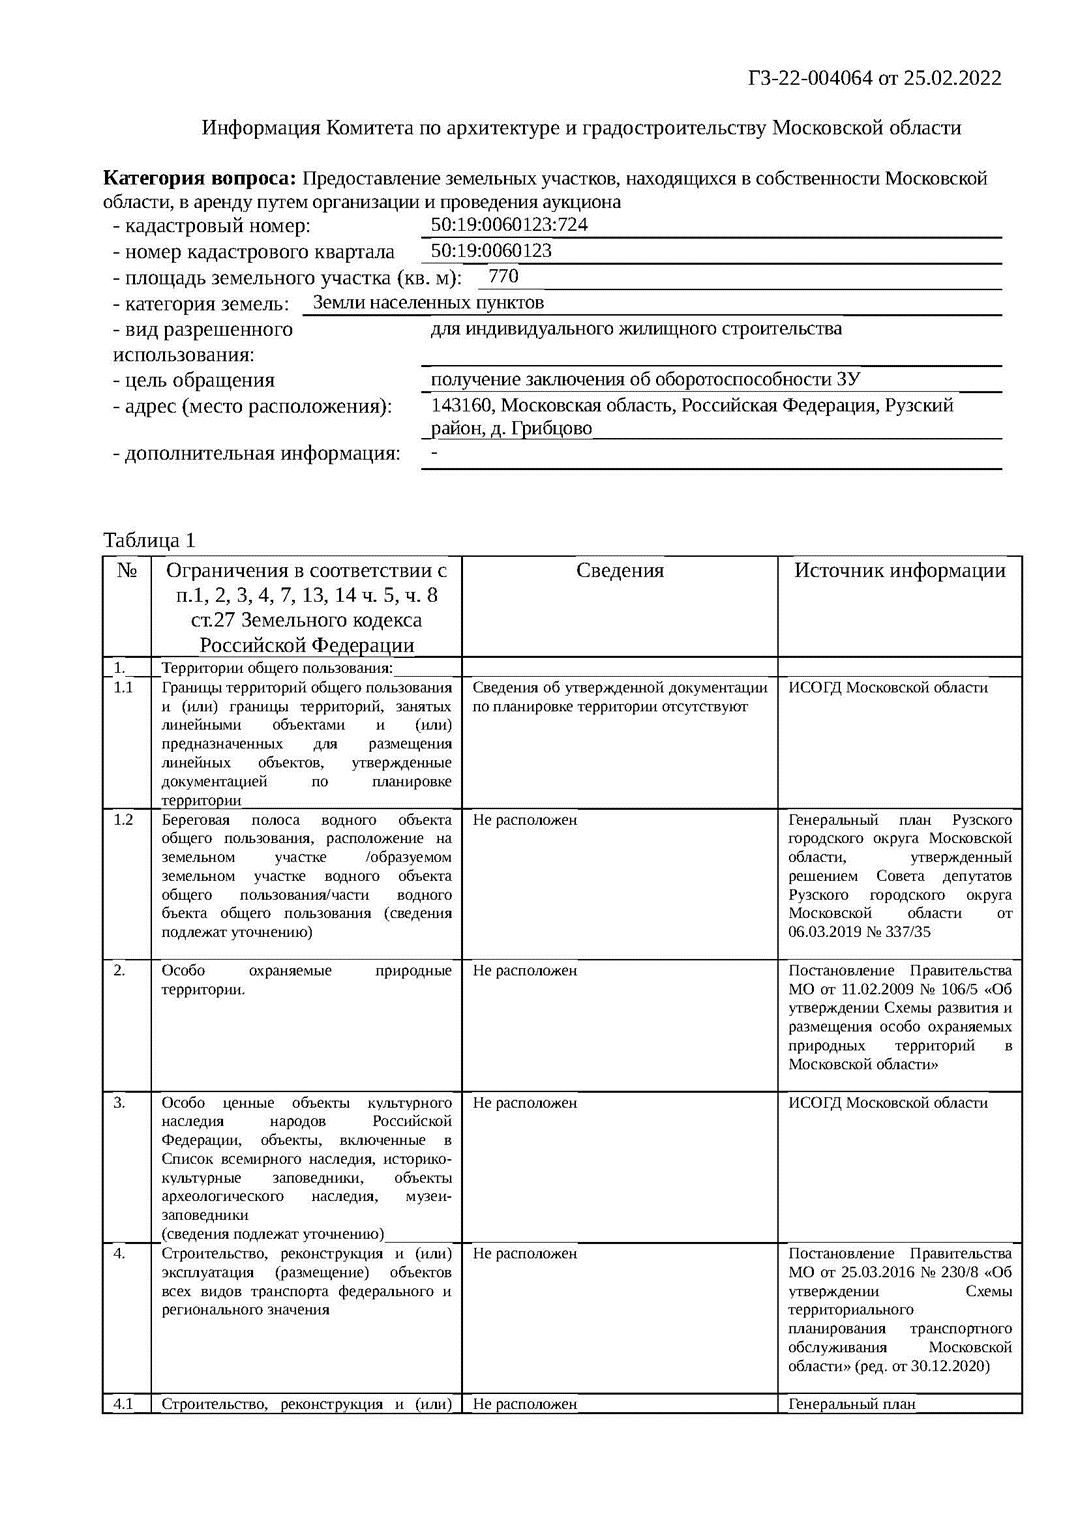 ГЗ-22-004064 от 25.02.2022
Информация Комитета по архитектуре и градостроительству Московской области
Категория вопроса: Предоставление земельных участков, находящихся в собственности Московской
области, в аренду путем организации и проведения аукциона
- кадастровый номер: 50:19:0060123:724
- номер кадастрового квартала 50:19:0060123
- площадь земельного участка (кв. м): 770
- категория земель: Земли населенных пунктов
- вид разрешенного для индивидуального жилищного строительства
использования:
- цель обращения получение заключения об оборотоспособности ЗУ
- адрес (место расположения): 143160, Московская область, Российская Федерация, Рузский
район, д. Грибцово
- дополнительная информация: -
Таблица 1
№ Ограничения в соответствии с Сведения Источник информации
п.1, 2, 3, 4, 7, 13, 14 ч. 5, ч. 8
ст.27 Земельного кодекса
Российской Федерации
1. Территории общего пользования:
1.1 Границы территорий общего пользования Сведения об утвержденной документации ИСОГД Московской области
и (или) границы территорий, занятых по планировке территории отсутствуют
линейными объектами и (или)
предназначенных для размещения
линейных объектов, утвержденные
документацией по планировке
территории
1.2 Береговая полоса водного объекта Не расположен Генеральный план Рузского
общего пользования, расположение на городского округа Московской
земельном участке /образуемом области, утвержденный
земельном участке водного объекта решением Совета депутатов
общего пользования/части водного Рузского городского округа
бъекта общего пользования (сведения Московской области от
подлежат уточнению) 06.03.2019 № 337/35
2. Особо охраняемые природные Не расположен Постановление Правительства
территории. МО от 11.02.2009 № 106/5 «Об
утверждении Схемы развития и
размещения особо охраняемых
природных территорий в
Московской области»
3. Особо ценные объекты культурного Не расположен ИСОГД Московской области
наследия народов Российской
Федерации, объекты, включенные в
Список всемирного наследия, историко-
культурные заповедники, объекты
археологического наследия, музеи-
заповедники
(сведения подлежат уточнению)
4. Строительство, реконструкция и (или) Не расположен Постановление Правительства
эксплуатация (размещение) объектов МО от 25.03.2016 № 230/8 «Об
всех видов транспорта федерального и утверждении Схемы
регионального значения территориального
планирования транспортного
обслуживания Московской
области» (ред. от 30.12.2020)
4.1 Строительство, реконструкция и (или) Не расположен Генеральный план